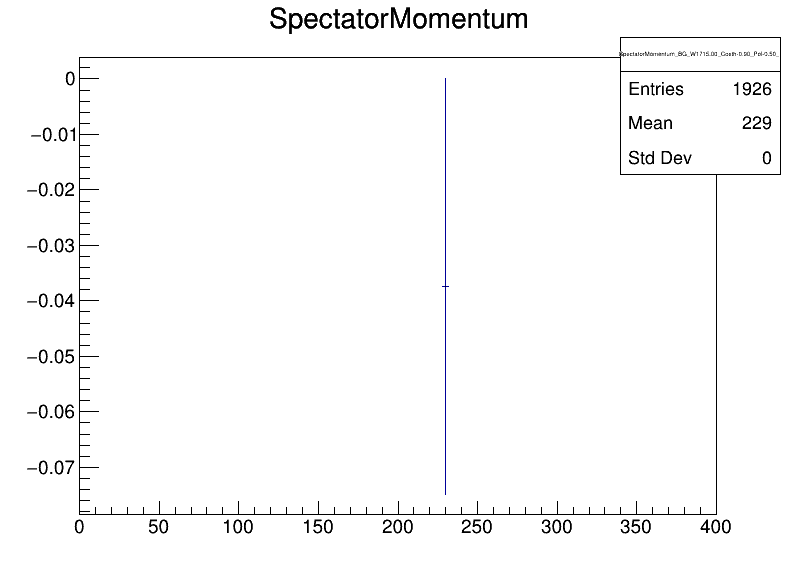 SpectatorMomentum
SpectatorMomentum_BG_W1715.00_Costh-0.90_Pol-0.50_
Entries 1926
Mean 229
Std Dev 0
0
−0.01
−0.02
−0.03
−0.04
−0.05
−0.06
−0.07
0 50 100 150 200 250 300 350 400